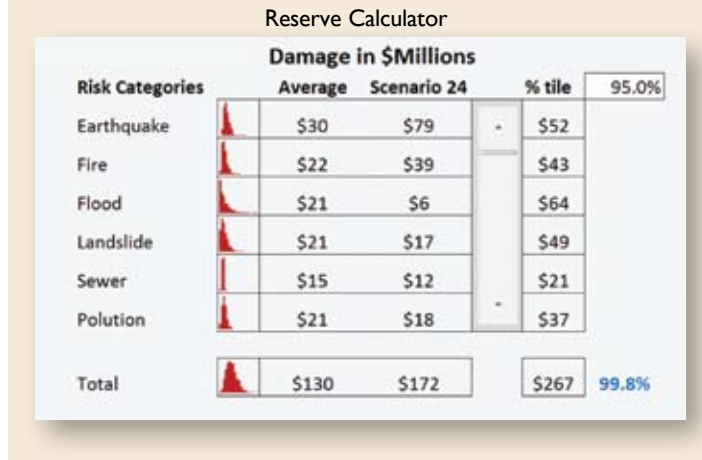 Reserve Calculator
Damage in $Millions
Risk Categories Average Scenario 24 % tile 95.0%
Earthquake $30 $79 $52
Fire $22 $39 $43
Flood $21 $6 $64
Landslide $21 $17 $49
Sewer $15 $12 $21
Polution $21 $18 $37
Total $130 $172 $267 99.8%